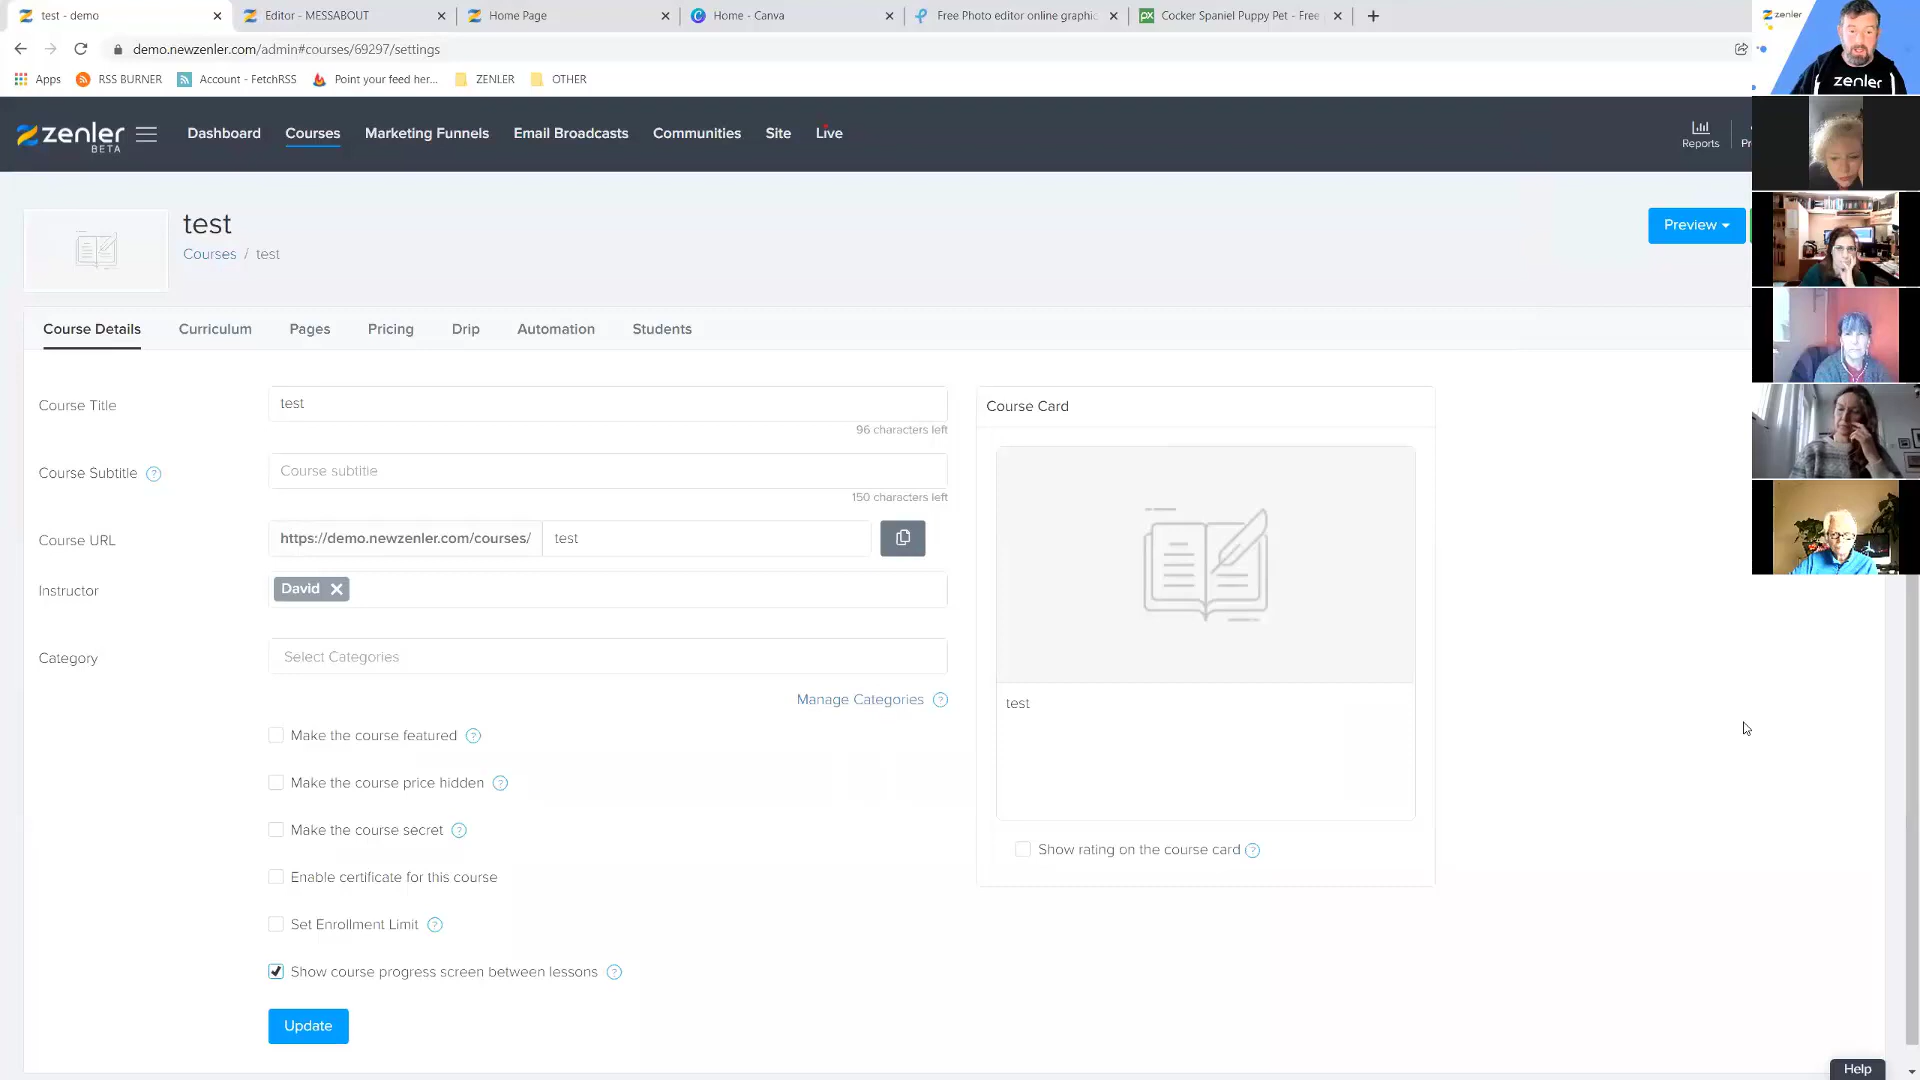 test - demo
Editor - MESSABOUT
Home Page
Home - Canva
Free Photo editor online graphic
Cocker Spaniel Puppy Pet - Free
demo.newzenler.com/admin#courses/69297/settings
Apps
RSS BURNER
Account - FetchRSS
Point your feed her...
ZENLER
OTHER
zenler
zenler
zenler
BETA
Dashboard
Courses
Marketing Funnels
Email Broadcasts
Communities
Site
Live
Reports
Pr
test
Courses / test
Preview
Course Details
Curriculum
Pages
Pricing
Drip
Automation
Students
Course Title
test
96 characters left
Course Subtitle ?
Course subtitle
150 characters left
Course URL
https://demo.newzenler.com/courses/
test
Instructor
David
Category
Select Categories
Manage Categories ?
Make the course featured ?
Make the course price hidden ?
Make the course secret ?
Enable certificate for this course
Set Enrollment Limit ?
Show course progress screen between lessons ?
Update
Course Card
test
Show rating on the course card ?
Help